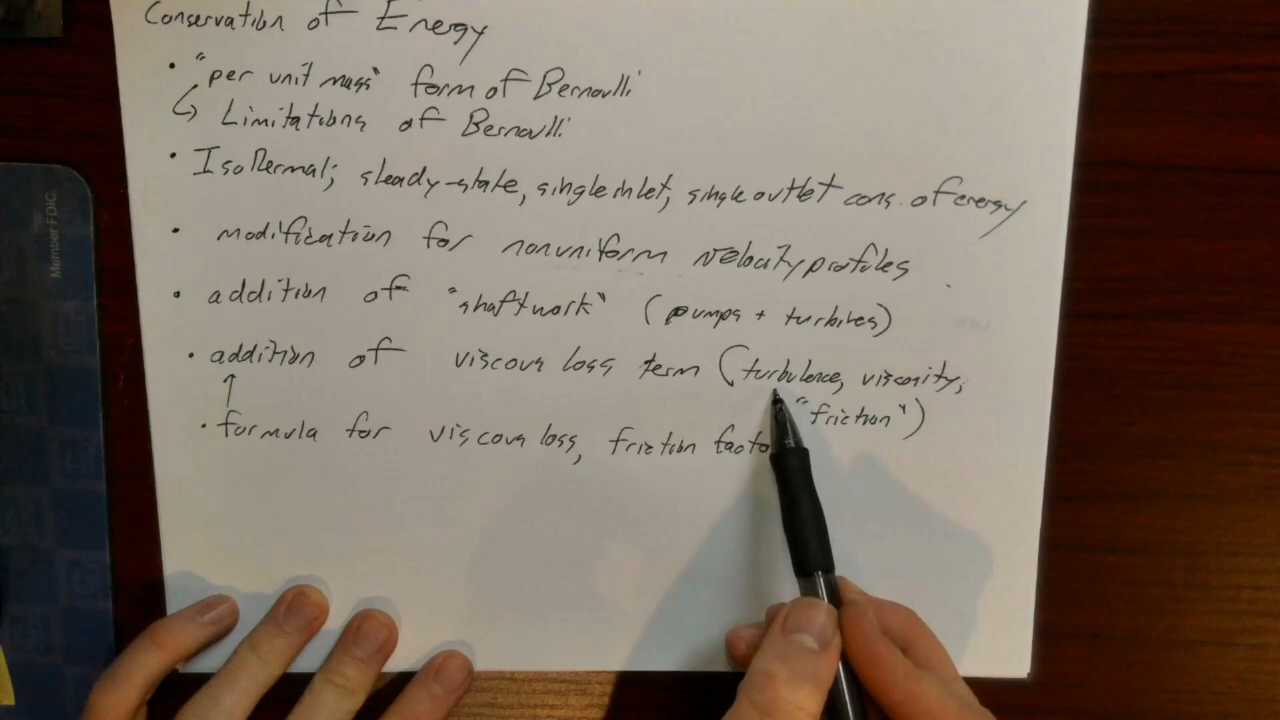 Conservation of Energy
• "per unit mass" form of Bernoulli
↳ Limitations of Bernoulli
• Isothermal, steady-state, single inlet, single outlet cons. of energy
• modification for nonuniform velocity profiles
• addition of "shaft work" (pumps + turbines)
• addition of viscous loss term (turbulence, viscosity,
"friction")
• formula for viscous loss, friction factor
Member FDIC